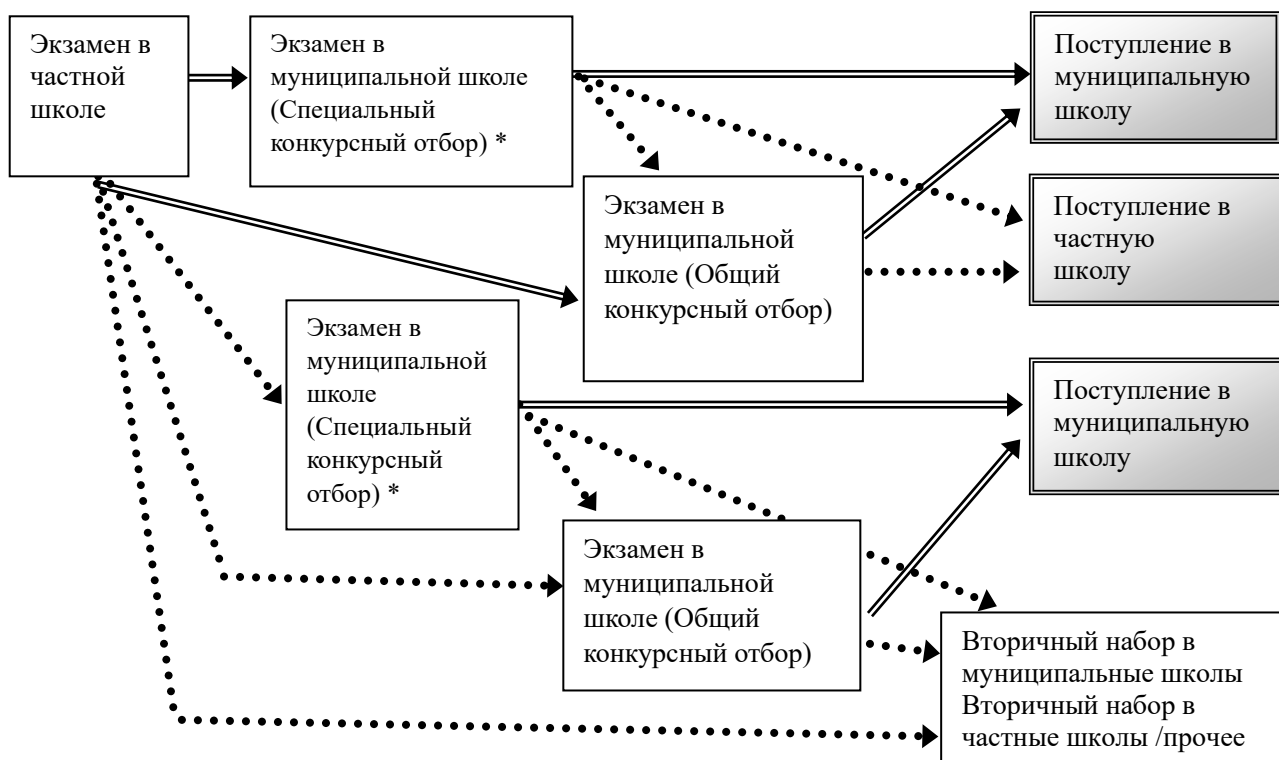 Экзамен в
частной
школе
Экзамен в
муниципальной школе
(Специальный
конкурсный отбор) *
Поступление в
муниципальную
школу
Экзамен в
муниципальной
школе (Общий
конкурсный отбор)
Поступление в
частную
школу
Экзамен в
муниципальной
школе
(Специальный
конкурсный
отбор) *
Поступление в
муниципальную
школу
Экзамен в
муниципальной
школе (Общий
конкурсный отбор)
Вторичный набор в
муниципальные школы
Вторичный набор в
частные школы /прочее